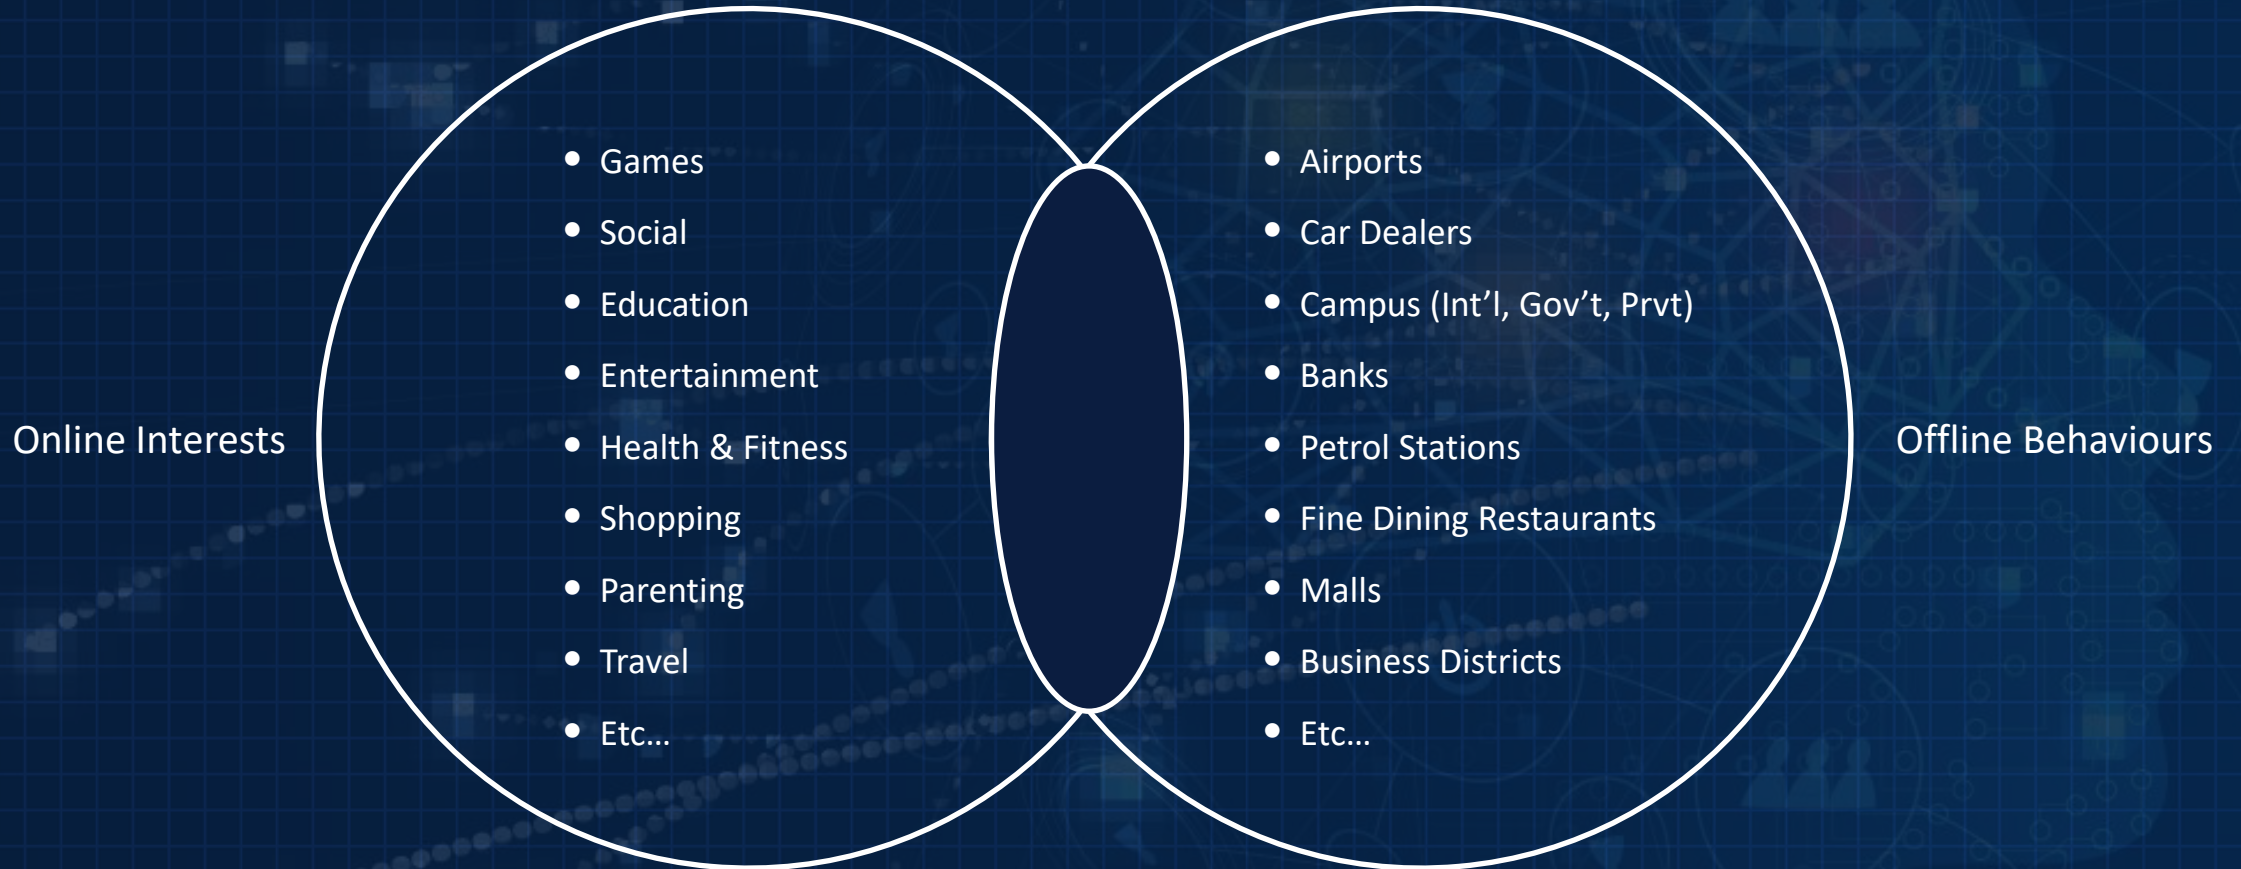 Online Interests
• Games
• Social
• Education
• Entertainment
• Health & Fitness
• Shopping
• Parenting
• Travel
• Etc...
• Airports
• Car Dealers
• Campus (Int’l, Gov’t, Prvt)
• Banks
• Petrol Stations
• Fine Dining Restaurants
• Malls
• Business Districts
• Etc...
Offline Behaviours